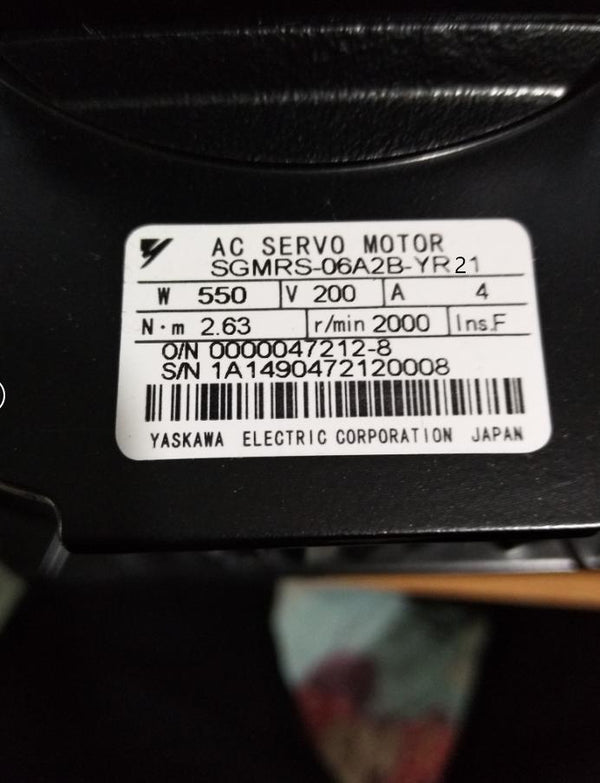 AC SERVO MOTOR
SGMRS-06A2B-YR21
W 550 V 200 A 4
N·m 2.63 r/min 2000 Ins.F
O/N 0000047212-8
S/N 1A1490472120008
YASKAWA ELECTRIC CORPORATION JAPAN